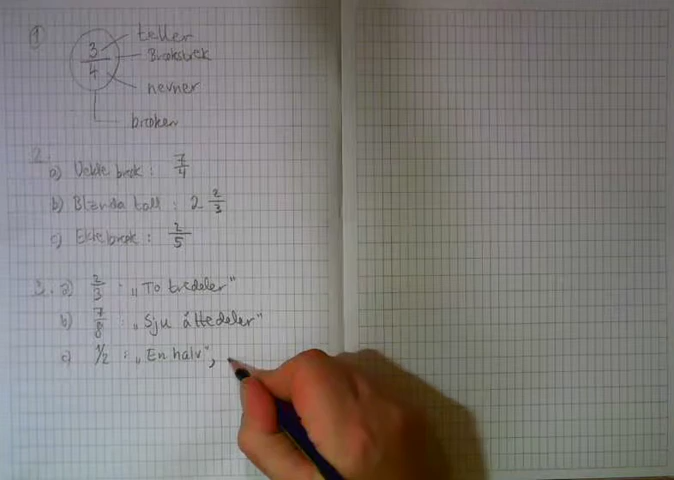 1 teller
3/4 Brøkstrek
nevner
brøken
2.
a) Uekte brøk : 7/4
b) Blanda tall : 2 2/3
c) Ekte brøk : 2/5
3. a) 2/3 : „To tredeler"
b) 7/8 : „Sju åttedeler"
c) 1/2 : „En halv",